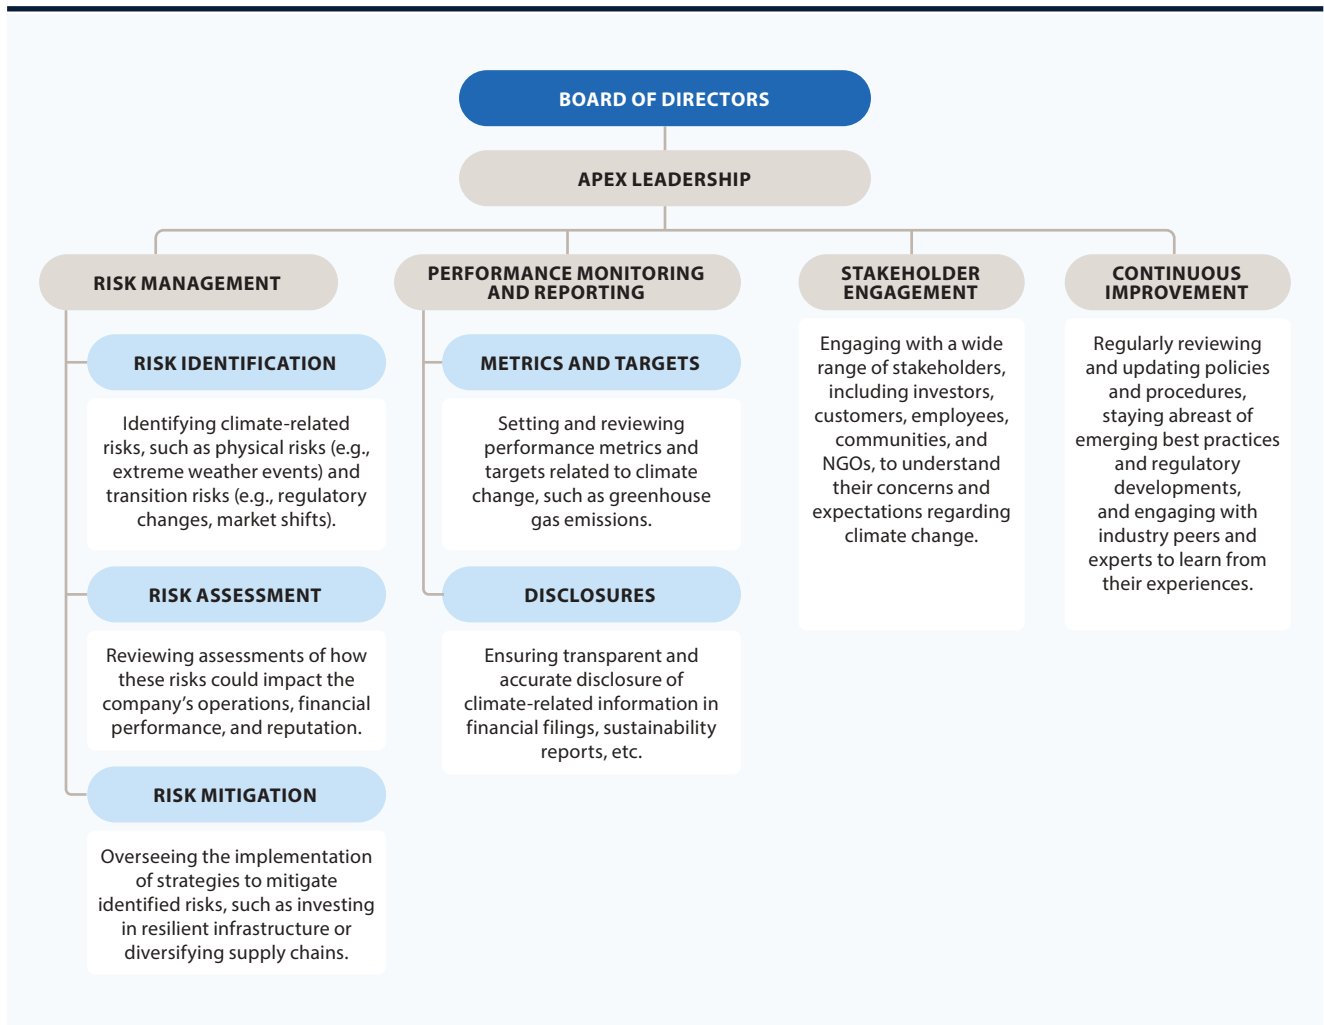 BOARD OF DIRECTORS
APEX LEADERSHIP
RISK MANAGEMENT
RISK IDENTIFICATION
Identifying climate-related
risks, such as physical risks (e.g.,
extreme weather events) and
transition risks (e.g., regulatory
changes, market shifts).
RISK ASSESSMENT
Reviewing assessments of how
these risks could impact the
company’s operations, financial
performance, and reputation.
RISK MITIGATION
Overseeing the implementation
of strategies to mitigate
identified risks, such as investing
in resilient infrastructure or
diversifying supply chains.
PERFORMANCE MONITORING
AND REPORTING
METRICS AND TARGETS
Setting and reviewing
performance metrics and
targets related to climate
change, such as greenhouse
gas emissions.
DISCLOSURES
Ensuring transparent and
accurate disclosure of
climate-related information in
financial filings, sustainability
reports, etc.
STAKEHOLDER
ENGAGEMENT
Engaging with a wide
range of stakeholders,
including investors,
customers, employees,
communities, and
NGOs, to understand
their concerns and
expectations regarding
climate change.
CONTINUOUS
IMPROVEMENT
Regularly reviewing
and updating policies
and procedures,
staying abreast of
emerging best practices
and regulatory
developments,
and engaging with
industry peers and
experts to learn from
their experiences.